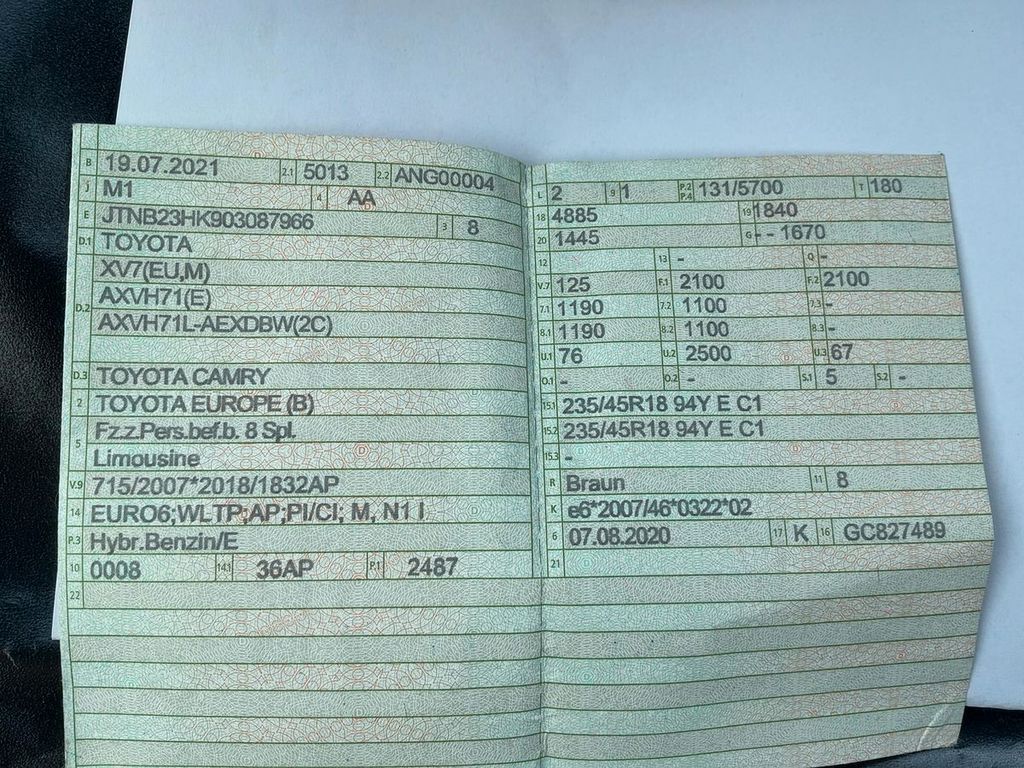 B 19.07.2021 2.1 5013 2.2 ANG00004
J M1 4 AA
E JTNB23HK903087966 3 8
D.1 TOYOTA
XV7(EU,M)
D.2 AXVH71(E)
AXVH71L-AEXDBW(2C)
D.3 TOYOTA CAMRY
2 TOYOTA EUROPE (B)
5 Fz.z.Pers.bef.b. 8 Spl.
Limousine
V.9 715/2007*2018/1832AP
14 EURO6;WLTP;AP;PI/CI; M, N1 I
P.3 Hybr.Benzin/E
10 0008 14.1 36AP P.1 2487
22
L 2 9 1 P.2 P.4 131/5700 T 180
18 4885 19 1840
20 1445 G - - 1670
12 13 - Q -
V.7 125 F.1 2100 F.2 2100
7.1 1190 7.2 1100 7.3 -
8.1 1190 8.2 1100 8.3 -
U.1 76 U.2 2500 U.3 67
O.1 - O.2 - S.1 5 S.2 -
15.1 235/45R18 94Y E C1
15.2 235/45R18 94Y E C1
15.3 -
R Braun 11 8
K e6*2007/46*0322*02
6 07.08.2020 17 K 16 GC827489
21